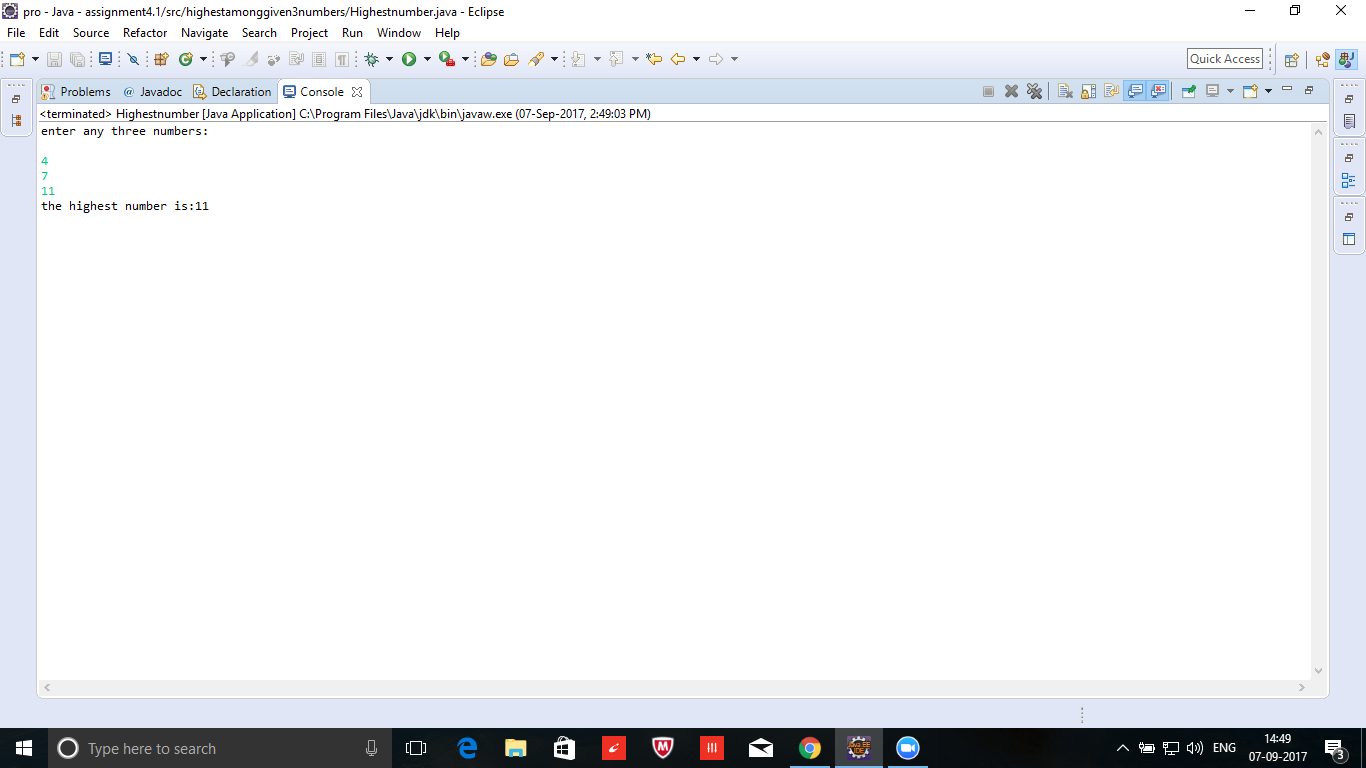 pro - Java - assignment4.1/src/highestamonggiven3numbers/Highestnumber.java - Eclipse
File Edit Source Refactor Navigate Search Project Run Window Help
Quick Access
Problems @ Javadoc Declaration Console
<terminated> Highestnumber [Java Application] C:\Program Files\Java\jdk\bin\javaw.exe (07-Sep-2017, 2:49:03 PM)
enter any three numbers:
4
7
11
the highest number is:11
Type here to search
ENG
14:49
07-09-2017
3